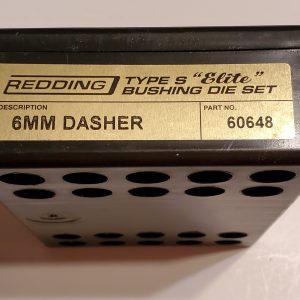 REDDING TYPE S "Elite"
BUSHING DIE SET
DESCRIPTION PART NO.
6MM DASHER 60648